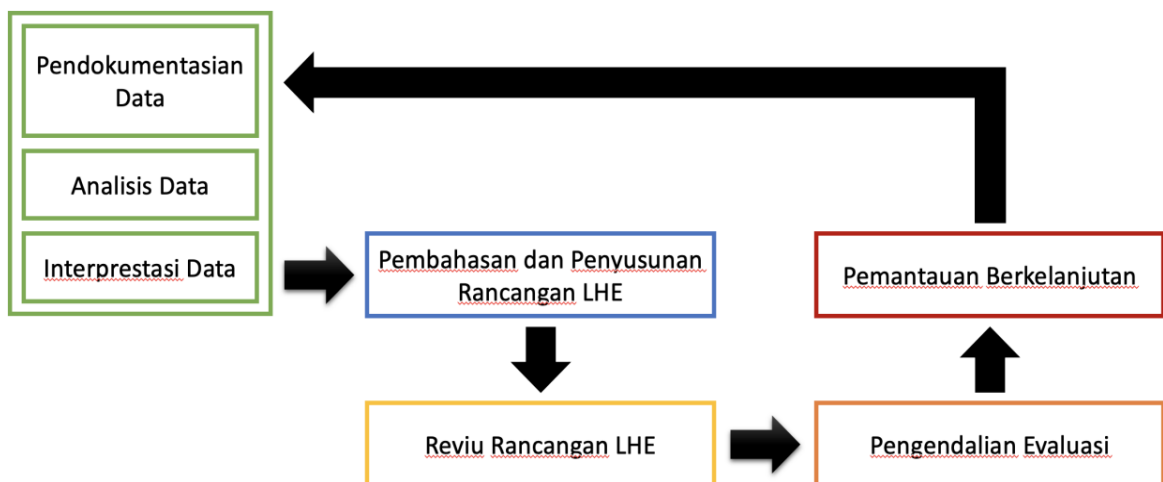 Pendokumentasian
Data
Analisis Data
Interprestasi Data
Pembahasan dan Penyusunan
Rancangan LHE
Pemantauan Berkelanjutan
Reviu Rancangan LHE
Pengendalian Evaluasi